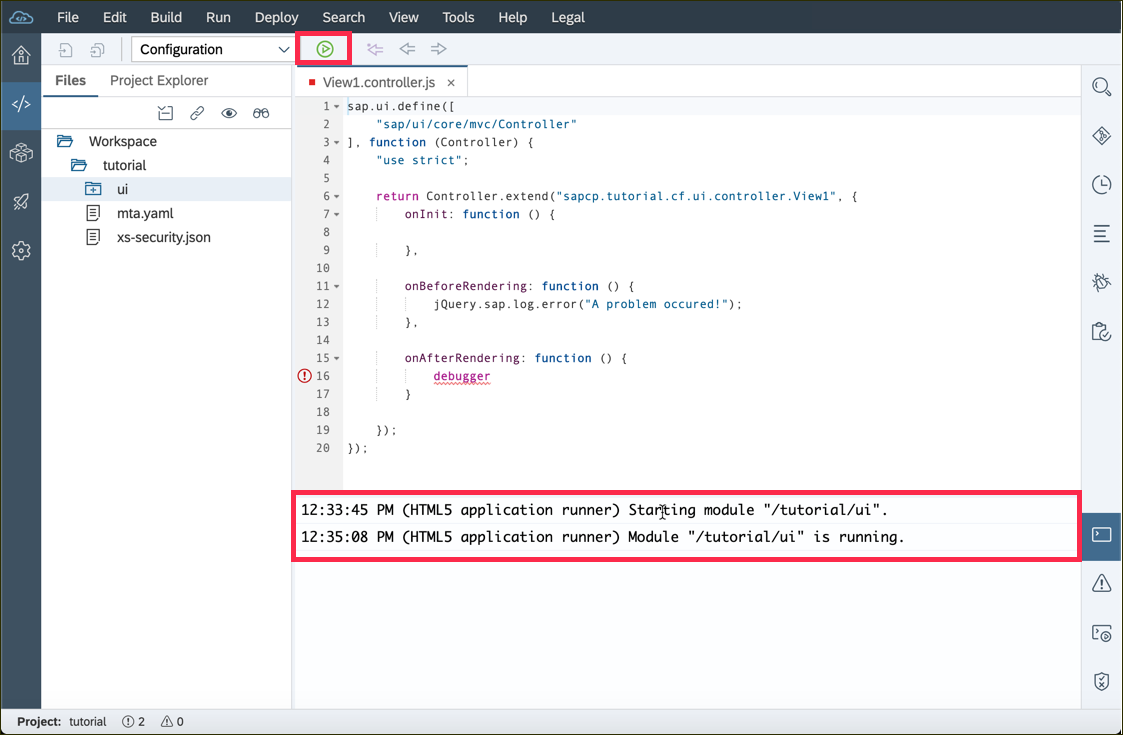 File Edit Build Run Deploy Search View Tools Help Legal
Configuration
Files Project Explorer
Workspace
tutorial
ui
mta.yaml
xs-security.json
View1.controller.js ×
1 sap.ui.define([
2 "sap/ui/core/mvc/Controller"
3 ], function (Controller) {
4 "use strict";
5
6 return Controller.extend("sapcp.tutorial.cf.ui.controller.View1", {
7 onInit: function () {
8
9 },
10
11 onBeforeRendering: function () {
12 jQuery.sap.log.error("A problem occured!");
13 },
14
15 onAfterRendering: function () {
16 debugger
17 }
18
19 });
20 });
12:33:45 PM (HTML5 application runner) Starting module "/tutorial/ui".
12:35:08 PM (HTML5 application runner) Module "/tutorial/ui" is running.
Project: tutorial 2 0